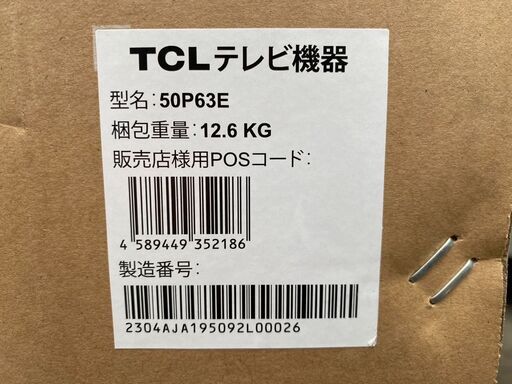 TCLテレビ機器
型名:50P63E
梱包重量:12.6 KG
販売店様用POSコード:
4 589449 352186
製造番号:
2304AJA195092L00026